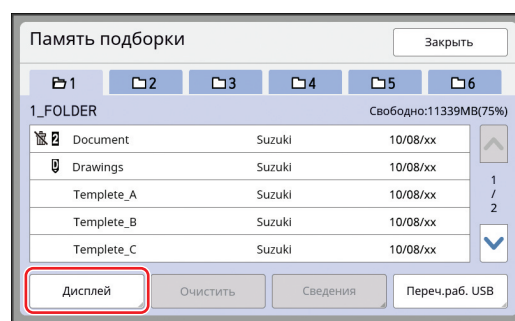 Память подборки
Закрыть
1 2 3 4 5 6
1_FOLDER Свободно:11339MB(75%)
2 Document Suzuki 10/08/xx
Drawings Suzuki 10/08/xx
Templete_A Suzuki 10/08/xx
Templete_B Suzuki 10/08/xx
Templete_C Suzuki 10/08/xx
1
/
2
Дисплей Очистить Сведения Переч.раб. USB